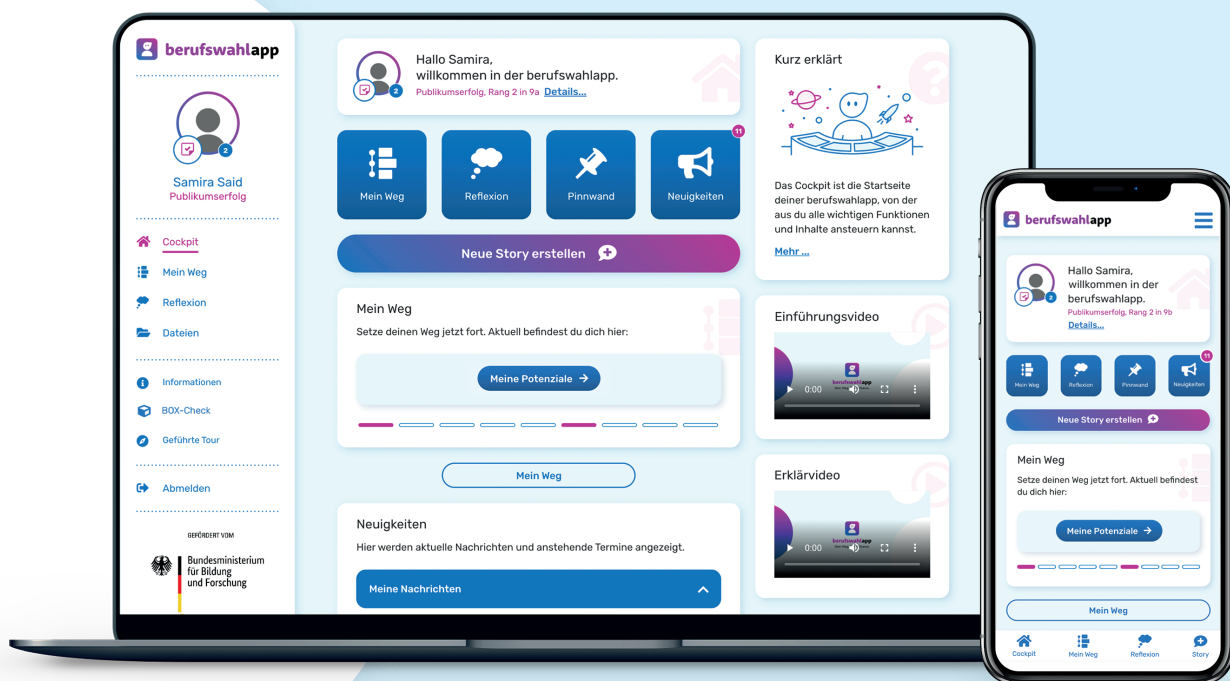 berufswahlapp
2
Samira Said
Publikumserfolg
Cockpit
Mein Weg
Reflexion
Dateien
Informationen
BOX-Check
Geführte Tour
Abmelden
GEFÖRDERT VOM
Bundesministerium
für Bildung
und Forschung
Hallo Samira,
willkommen in der berufswahlapp.
Publikumserfolg, Rang 2 in 9a Details...
2
Mein Weg
Reflexion
Pinnwand
Neuigkeiten
11
Neue Story erstellen
Mein Weg
Setze deinen Weg jetzt fort. Aktuell befindest du dich hier:
Meine Potenziale
Mein Weg
Neuigkeiten
Hier werden aktuelle Nachrichten und anstehende Termine angezeigt.
Meine Nachrichten
Kurz erklärt
Das Cockpit ist die Startseite
deiner berufswahlapp, von der
aus du alle wichtigen Funktionen
und Inhalte ansteuern kannst.
Mehr ...
Einführungsvideo
berufswahlapp
0:00
Erklärvideo
berufswahlapp
0:00
berufswahlapp
Hallo Samira,
willkommen in der
berufswahlapp.
Publikumserfolg, Rang 2 in 9b
Details...
2
Mein Weg
Reflexion
Pinnwand
Neuigkeiten
11
Neue Story erstellen
Mein Weg
Setze deinen Weg jetzt fort. Aktuell befindest
du dich hier:
Meine Potenziale
Mein Weg
Cockpit
Mein Weg
Reflexion
Story